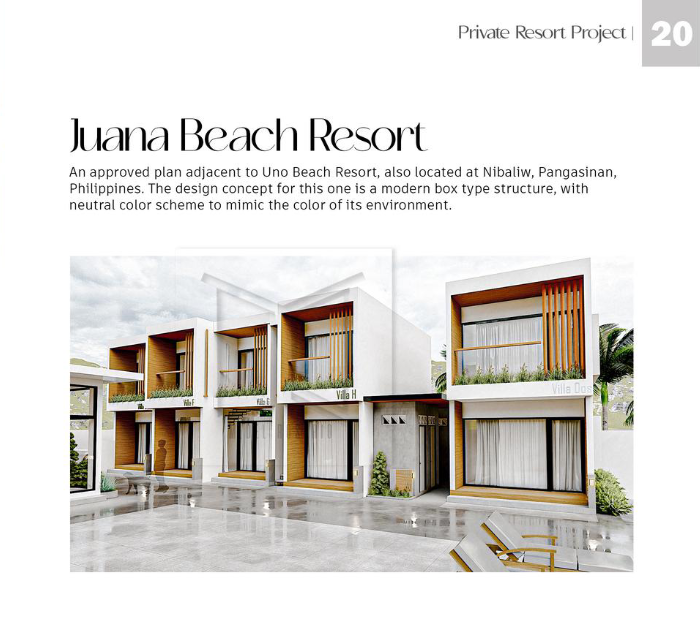 Private Resort Project |
20
Juana Beach Resort
An approved plan adjacent to Uno Beach Resort, also located at Nibaliw, Pangasinan,
Philippines. The design concept for this one is a modern box type structure, with
neutral color scheme to mimic the color of its environment.
Villa F
Villa H